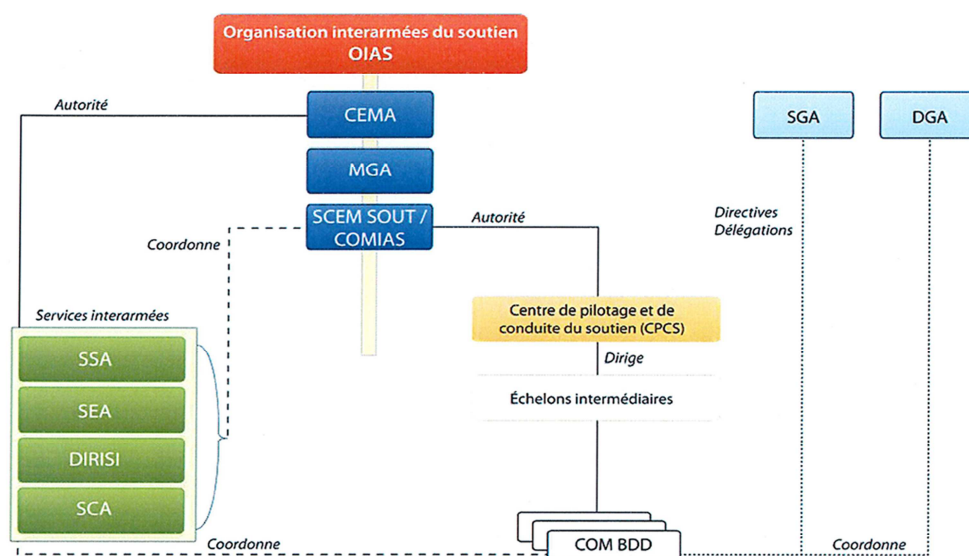 Organisation interarmées du soutien
OIAS
Autorité
CEMA
SGA
DGA
MGA
SCEM SOUT /
COMIAS
Autorité
Directives
Délégations
Coordonne
Services interarmées
Centre de pilotage et de
conduite du soutien (CPCS)
SSA
Dirige
SEA
Échelons intermédiaires
DIRISI
SCA
Coordonne
COM BDD
Coordonne